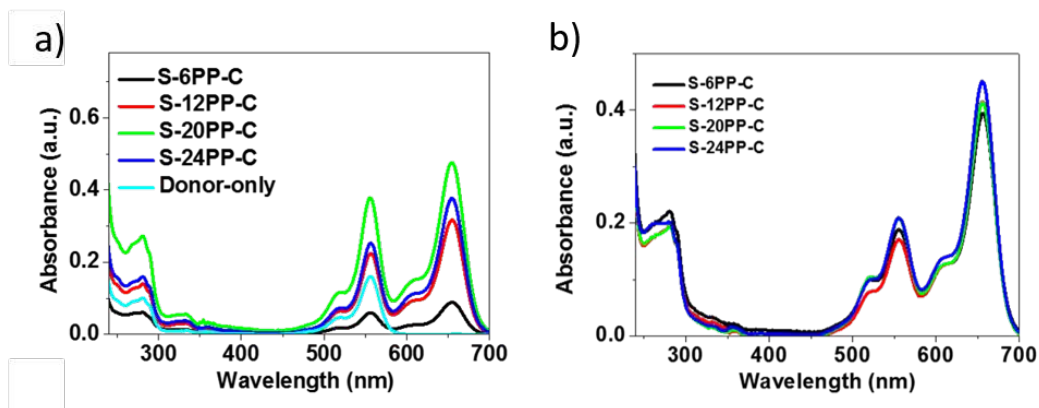 a)
S-6PP-C
S-12PP-C
S-20PP-C
S-24PP-C
Donor-only
Absorbance (a.u.)
0.6
0.4
0.2
0.0
300 400 500 600 700
Wavelength (nm)
b)
S-6PP-C
S-12PP-C
S-20PP-C
S-24PP-C
Absorbance (a.u.)
0.4
0.2
0.0
300 400 500 600 700
Wavelength (nm)